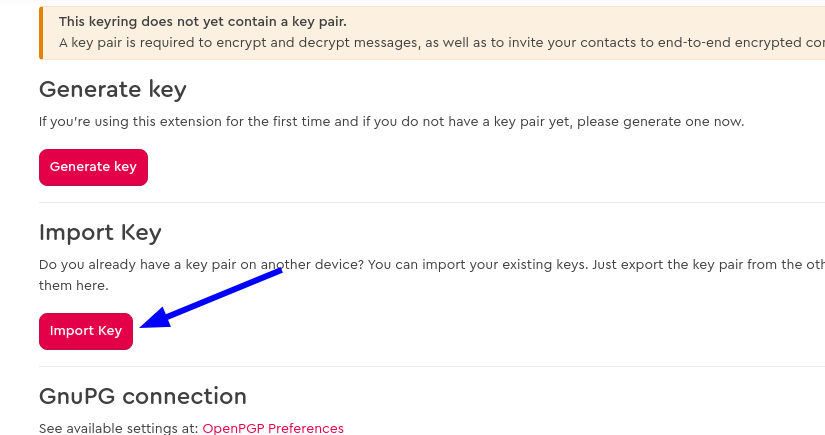 This keyring does not yet contain a key pair.
A key pair is required to encrypt and decrypt messages, as well as to invite your contacts to end-to-end encrypted
Generate key
If you're using this extension for the first time and if you do not have a key pair yet, please generate one now.
Generate key
Import Key
Do you already have a key pair on another device? You can import your existing keys. Just export the key pair from the
them here.
Import Key
GnuPG connection
See available settings at: OpenPGP Preferences